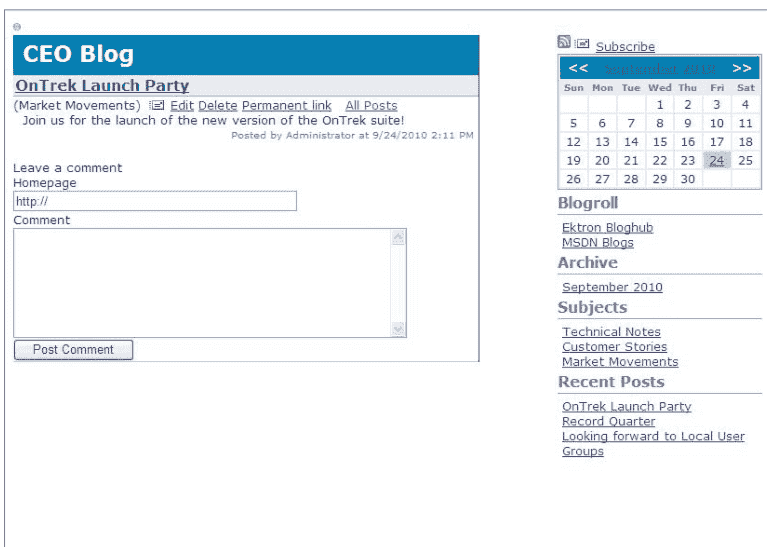 CEO Blog
OnTrek Launch Party
(Market Movements) Edit Delete Permanent link All Posts
Join us for the launch of the new version of the OnTrek suite!
Posted by Administrator at 9/24/2010 2:11 PM
Leave a comment
Homepage
http://
Comment
Post Comment
Subscribe
<< September 2010 >>
Sun Mon Tue Wed Thu Fri Sat
1 2 3 4
5 6 7 8 9 10 11
12 13 14 15 16 17 18
19 20 21 22 23 24 25
26 27 28 29 30
Blogroll
Ektron Bloghub
MSDN Blogs
Archive
September 2010
Subjects
Technical Notes
Customer Stories
Market Movements
Recent Posts
OnTrek Launch Party
Record Quarter
Looking forward to Local User
Groups